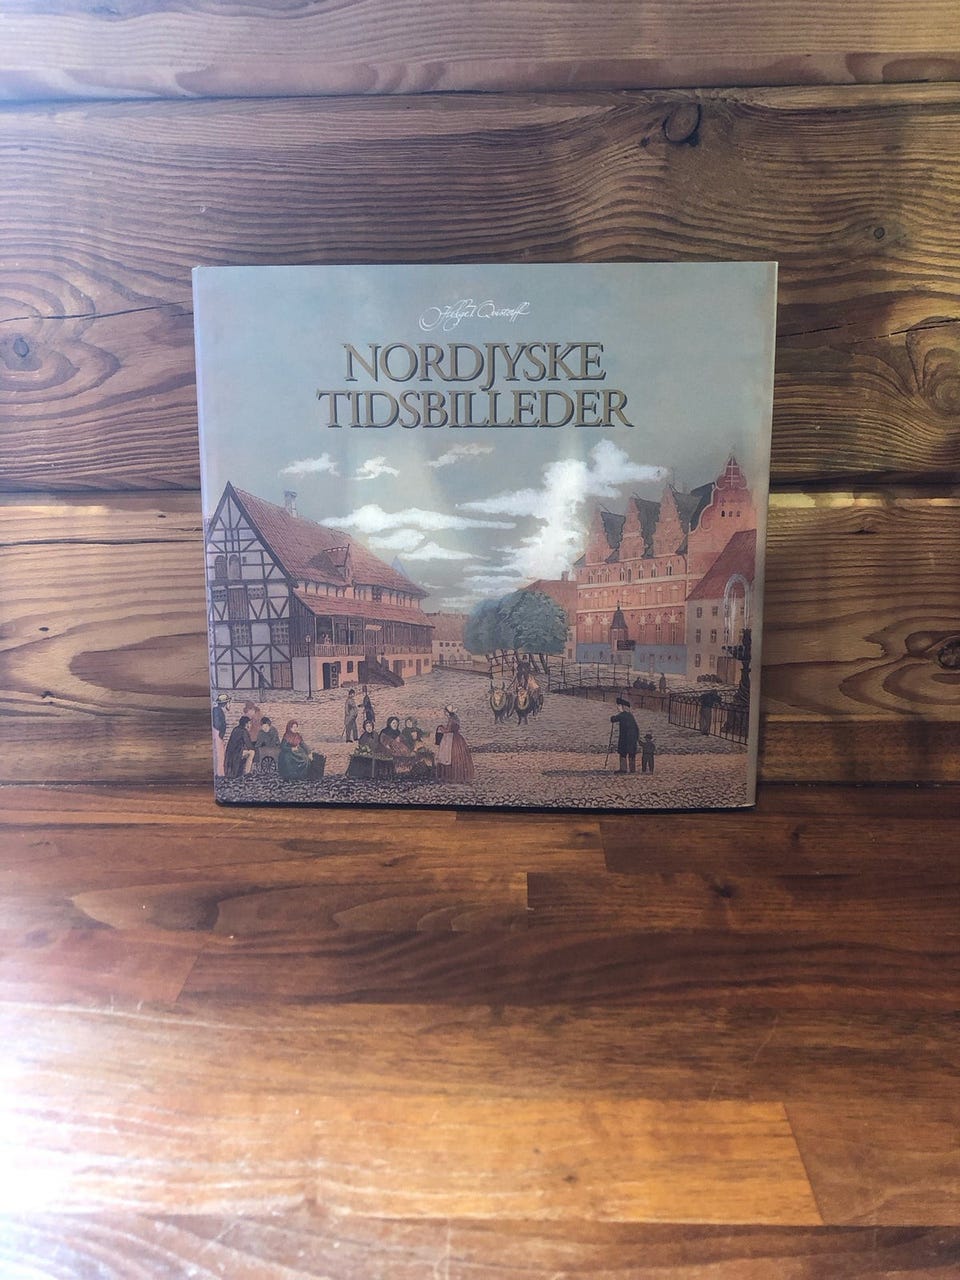 Helge Qvistorff
NORDJYSKE
TIDSBILLEDER